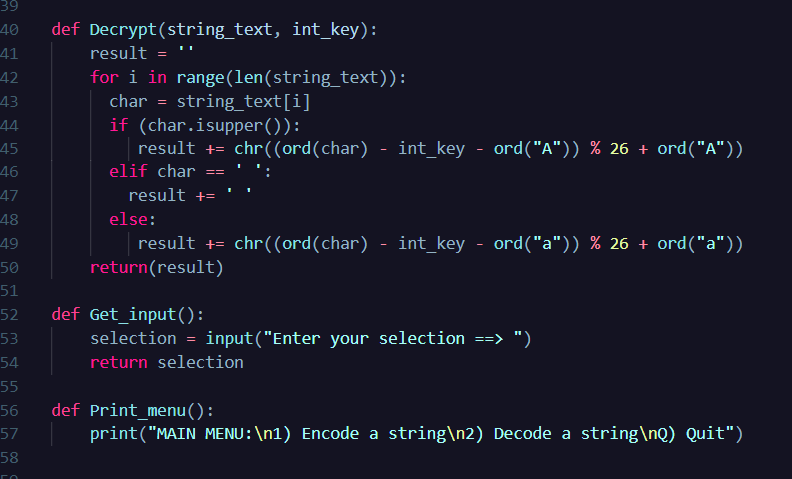 39
40 def Decrypt(string_text, int_key):
41 result = ''
42 for i in range(len(string_text)):
43 char = string_text[i]
44 if (char.isupper()):
45 result += chr((ord(char) - int_key - ord("A")) % 26 + ord("A"))
46 elif char == ' ':
47 result += ' '
48 else:
49 result += chr((ord(char) - int_key - ord("a")) % 26 + ord("a"))
50 return(result)
51
52 def Get_input():
53 selection = input("Enter your selection ==> ")
54 return selection
55
56 def Print_menu():
57 print("MAIN MENU:\n1) Encode a string\n2) Decode a string\nQ) Quit")
58